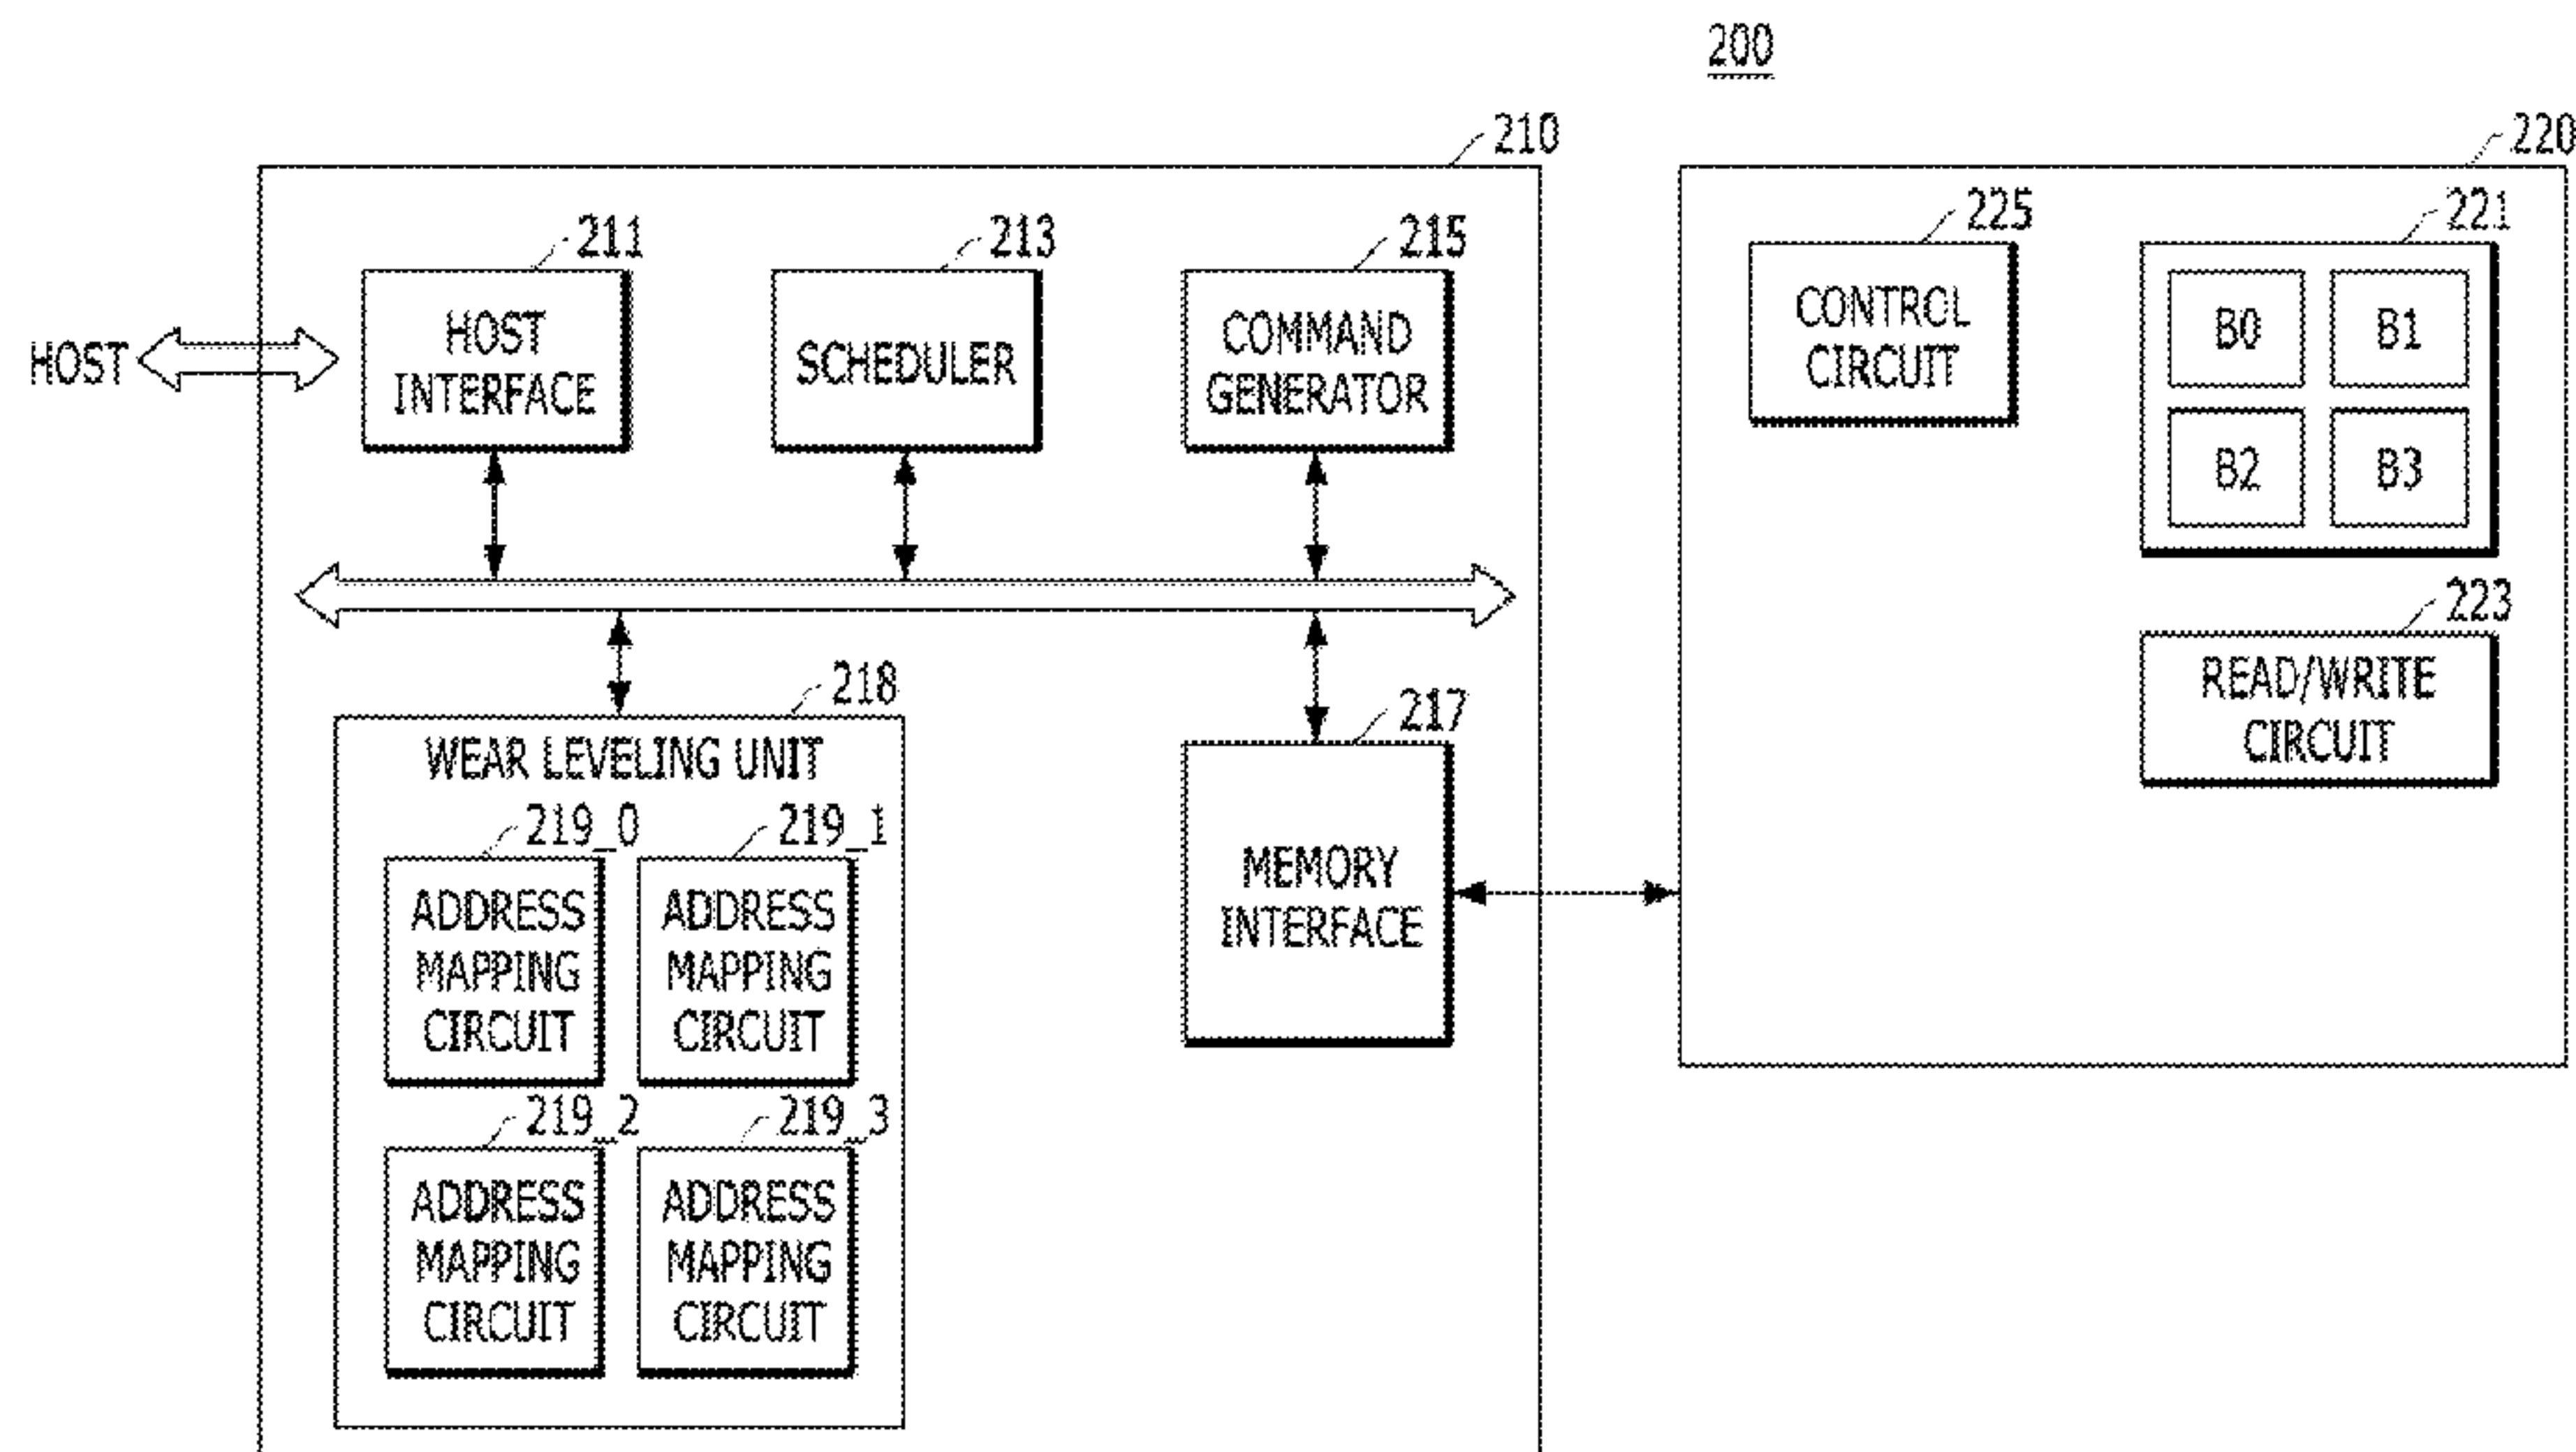 200
210
220
211
213
215
225
221
HOST
HOST
INTERFACE
SCHEDULER
COMMAND
GENERATOR
CONTROL
CIRCUIT
B0
B1
B2
B3
223
READ/WRITE
CIRCUIT
218
217
WEAR LEVELING UNIT
MEMORY
INTERFACE
219_0
219_1
ADDRESS
MAPPING
CIRCUIT
ADDRESS
MAPPING
CIRCUIT
219_2
219_3
ADDRESS
MAPPING
CIRCUIT
ADDRESS
MAPPING
CIRCUIT